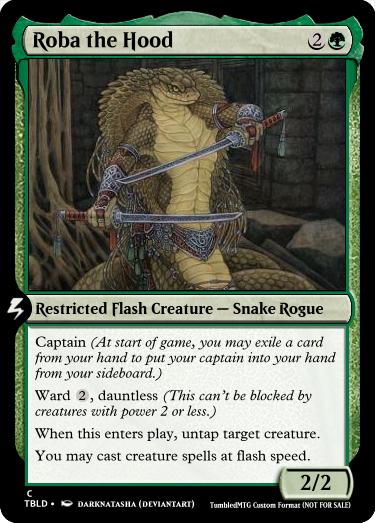 Roba the Hood 2
Restricted Flash Creature — Snake Rogue
Captain (At start of game, you may exile a card
from your hand to put your captain into your hand
from your sideboard.)
Ward 2, dauntless (This can't be blocked by
creatures with power 2 or less.)
When this enters play, untap target creature.
You may cast creature spells at flash speed.
2/2
C
TBLD • DARKNATASHA (DEVIANTART) TumbledMTG Custom Format (NOT FOR SALE)